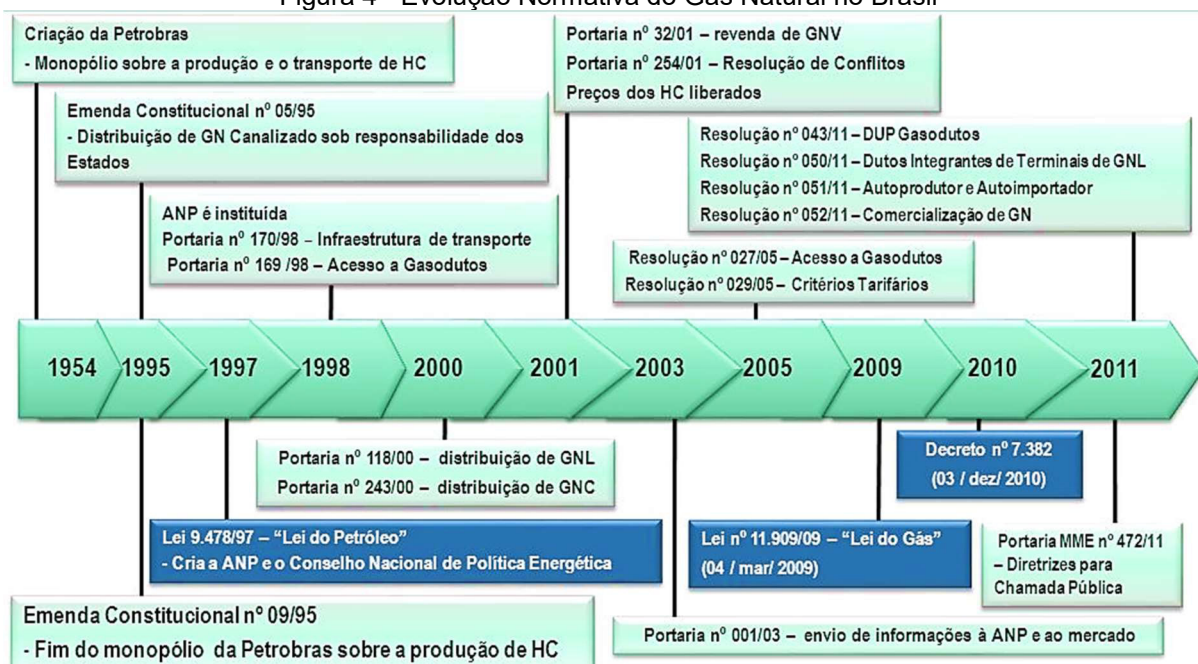 Figura 4 - Evolução Normativa do Gás Natural no Brasil
Criação da Petrobras
- Monopólio sobre a produção e o transporte de HC
Emenda Constitucional nº 05/95
- Distribuição de GN Canalizado sob responsabilidade dos
Estados
ANP é instituída
Portaria nº 170/98 – Infraestrutura de transporte
Portaria nº 169 /98 – Acesso a Gasodutos
Portaria nº 32/01 – revenda de GNV
Portaria nº 254/01 – Resolução de Conflitos
Preços dos HC liberados
Resolução nº 043/11 – DUP Gasodutos
Resolução nº 050/11 – Dutos Integrantes de Terminais de GNL
Resolução nº 051/11 – Autoprodutor e Autoimportador
Resolução nº 052/11 – Comercialização de GN
Resolução nº 027/05 – Acesso a Gasodutos
Resolução nº 029/05 – Critérios Tarifários
1954 1995 1997 1998 2000 2001 2003 2005 2009 2010 2011
Portaria nº 118/00 – distribuição de GNL
Portaria nº 243/00 – distribuição de GNC
Lei 9.478/97 – “Lei do Petróleo”
- Cria a ANP e o Conselho Nacional de Política Energética
Emenda Constitucional nº 09/95
- Fim do monopólio da Petrobras sobre a produção de HC
Lei nº 11.909/09 – “Lei do Gás”
(04 / mar/ 2009)
Decreto nº 7.382
(03 / dez/ 2010)
Portaria MME nº 472/11
– Diretrizes para
Chamada Pública
Portaria nº 001/03 – envio de informações à ANP e ao mercado